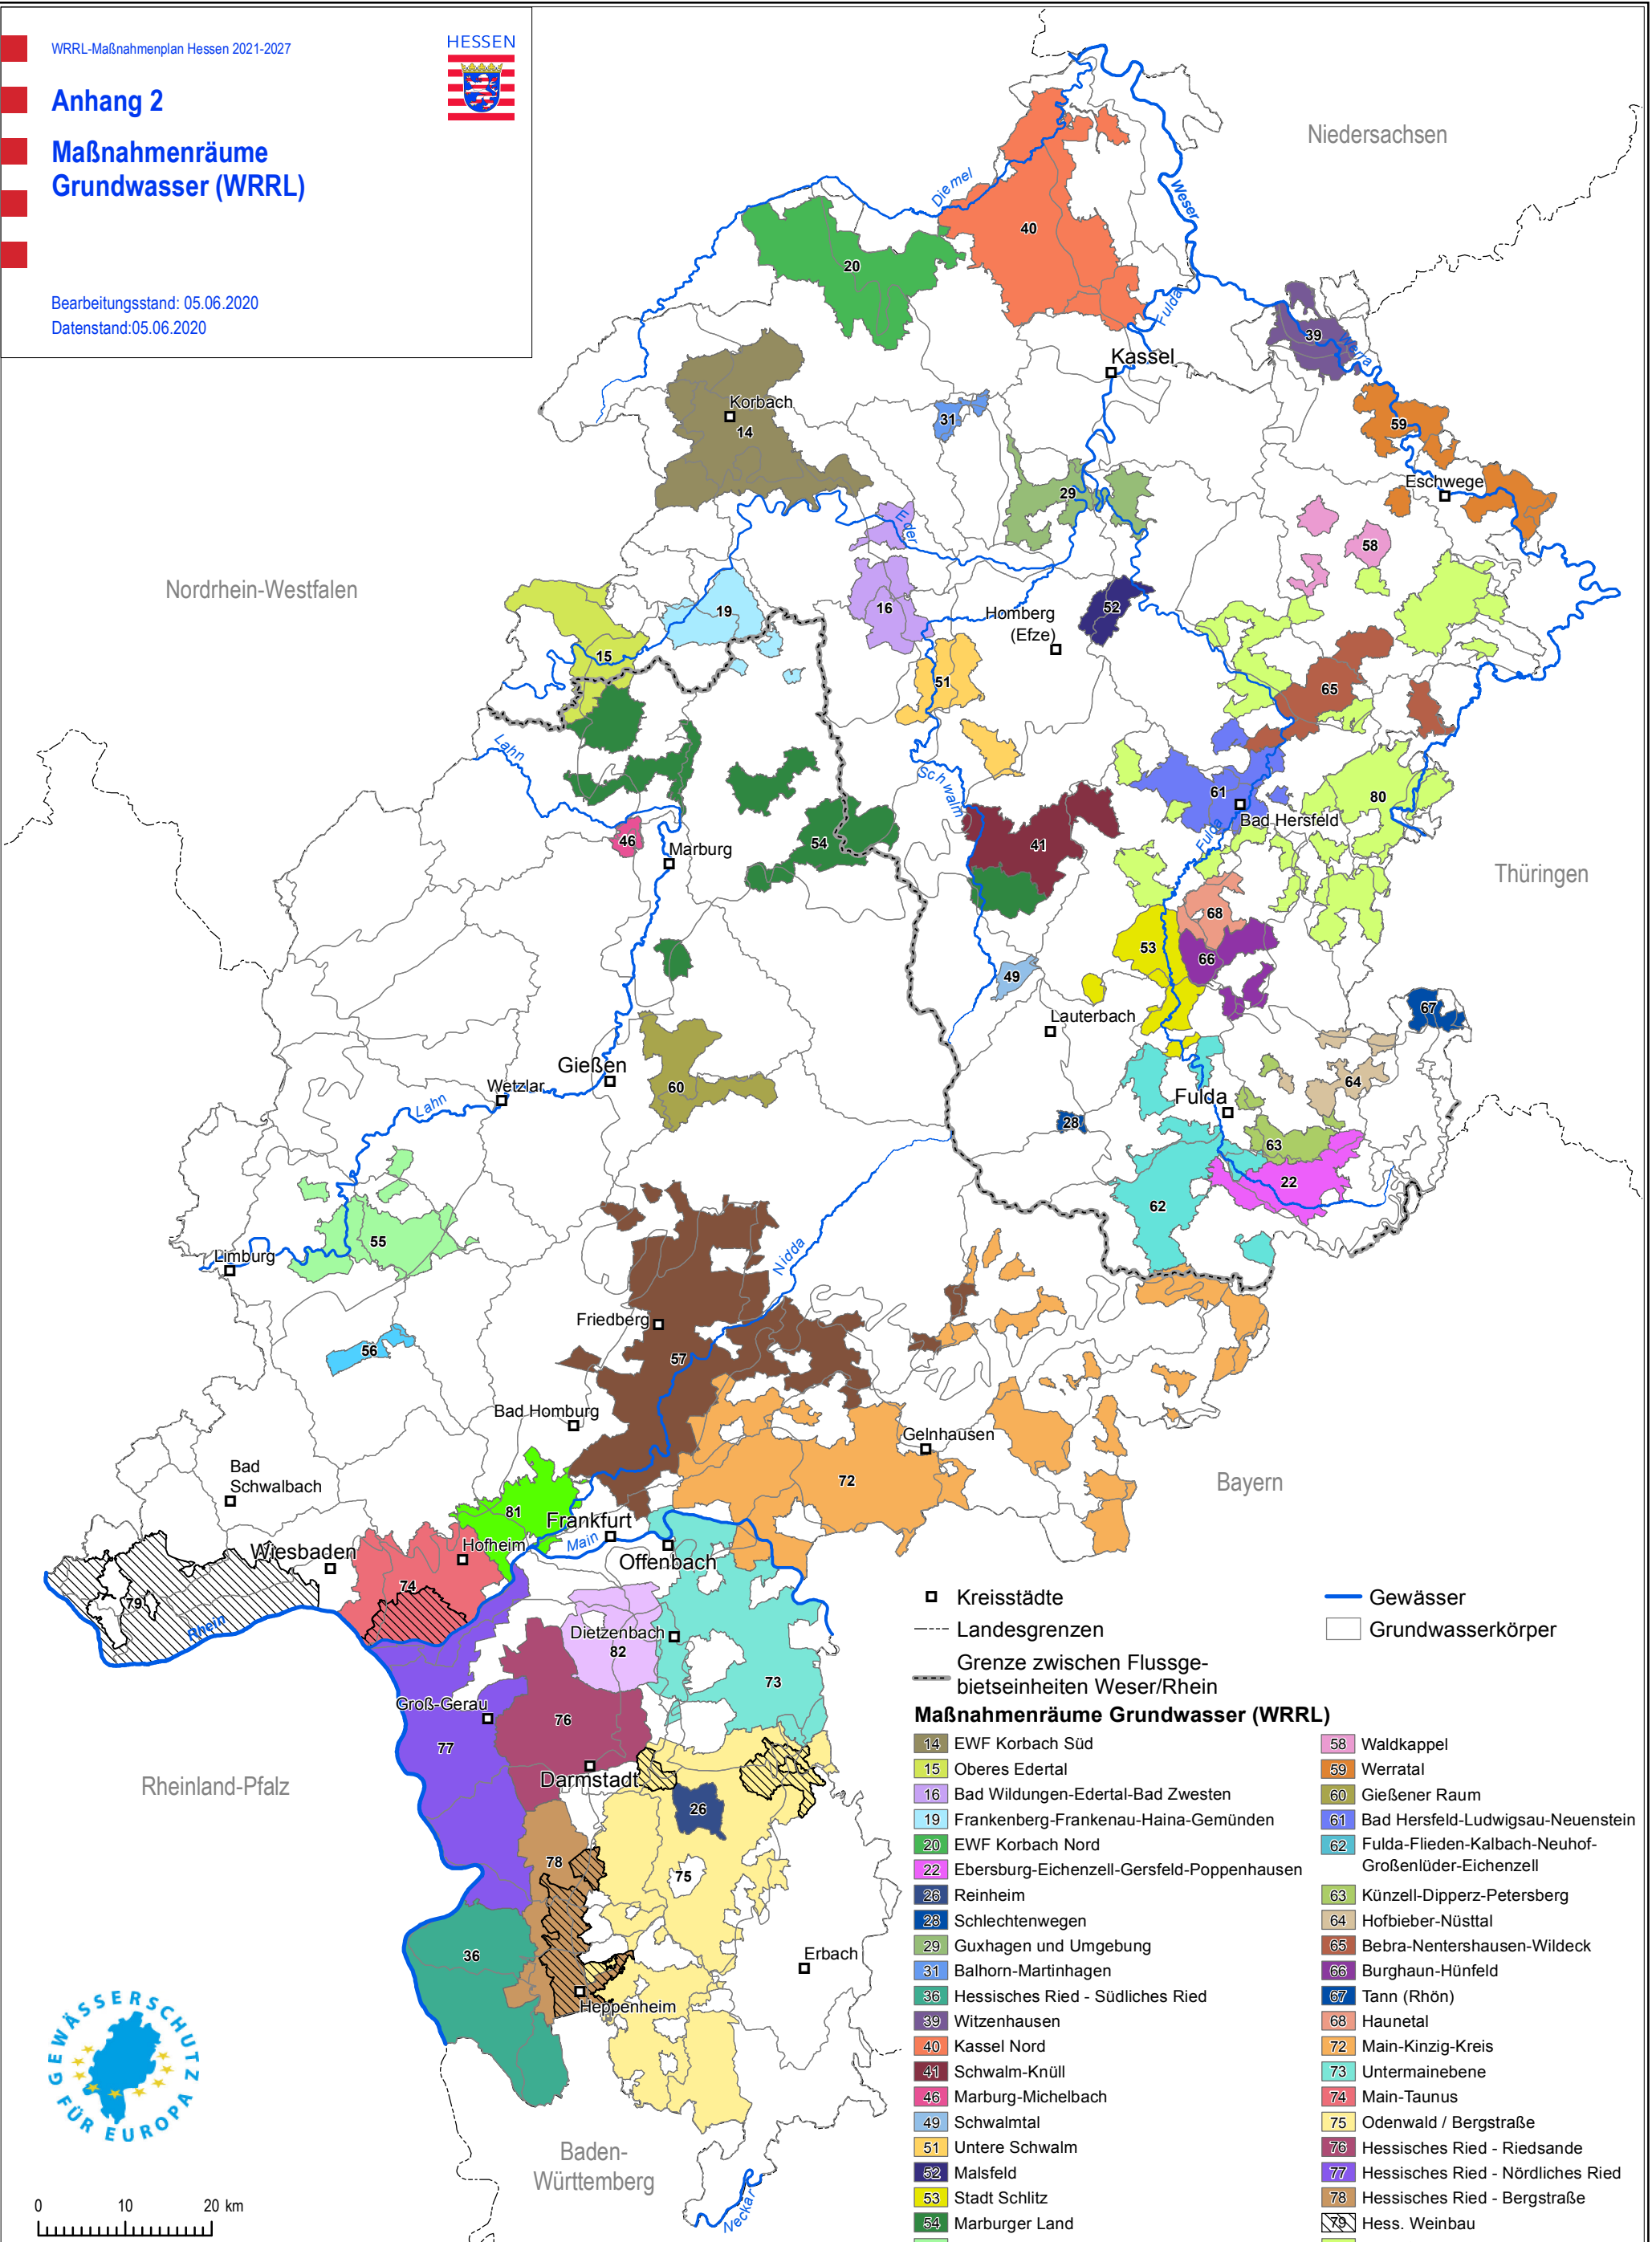 WRRL-Maßnahmenplan Hessen 2021-2027
Anhang 2
Maßnahmenräume
Grundwasser (WRRL)
Bearbeitungsstand: 05.06.2020
Datenstand:05.06.2020
HESSEN
Niedersachsen
Diemel
Weser
40
20
Fulda
39
Werra
Kassel
Korbach
14
31
59
29
Eschwege
Eder
58
Nordrhein-Westfalen
19
16
Homberg
(Efze)
52
15
51
65
Lahn
Schwalm
61
80
Bad Hersfeld
Fulda
46
Marburg
54
41
Thüringen
68
53
66
49
67
Lauterbach
Gießen
Wetzlar
60
64
Lahn
Fulda
28
63
22
62
55
Limburg
Nidda
Friedberg
56
57
Bad Homburg
Gelnhausen
Bad
Schwalbach
72
Bayern
81
Frankfurt
Main
Hofheim
Wiesbaden
Offenbach
74
79
Rhein
Dietzenbach
82
73
Groß-Gerau
76
77
Darmstadt
Rheinland-Pfalz
26
78
75
36
Erbach
Heppenheim
Baden-
Württemberg
Neckar
GEWÄSSERSCHUTZ
FÜR EUROPA
0 10 20 km
Kreisstädte
Landesgrenzen
Grenze zwischen Flussge-
bietseinheiten Weser/Rhein
Gewässer
Grundwasserkörper
Maßnahmenräume Grundwasser (WRRL)
14 EWF Korbach Süd
15 Oberes Edertal
16 Bad Wildungen-Edertal-Bad Zwesten
19 Frankenberg-Frankenau-Haina-Gemünden
20 EWF Korbach Nord
22 Ebersburg-Eichenzell-Gersfeld-Poppenhausen
26 Reinheim
28 Schlechtenwegen
29 Guxhagen und Umgebung
31 Balhorn-Martinhagen
36 Hessisches Ried - Südliches Ried
39 Witzenhausen
40 Kassel Nord
41 Schwalm-Knüll
46 Marburg-Michelbach
49 Schwalmtal
51 Untere Schwalm
52 Malsfeld
53 Stadt Schlitz
54 Marburger Land
58 Waldkappel
59 Werratal
60 Gießener Raum
61 Bad Hersfeld-Ludwigsau-Neuenstein
62 Fulda-Flieden-Kalbach-Neuhof-
Großenlüder-Eichenzell
63 Künzell-Dipperz-Petersberg
64 Hofbieber-Nüsttal
65 Bebra-Nentershausen-Wildeck
66 Burghaun-Hünfeld
67 Tann (Rhön)
68 Haunetal
72 Main-Kinzig-Kreis
73 Untermainebene
74 Main-Taunus
75 Odenwald / Bergstraße
76 Hessisches Ried - Riedsande
77 Hessisches Ried - Nördliches Ried
78 Hessisches Ried - Bergstraße
79 Hess. Weinbau